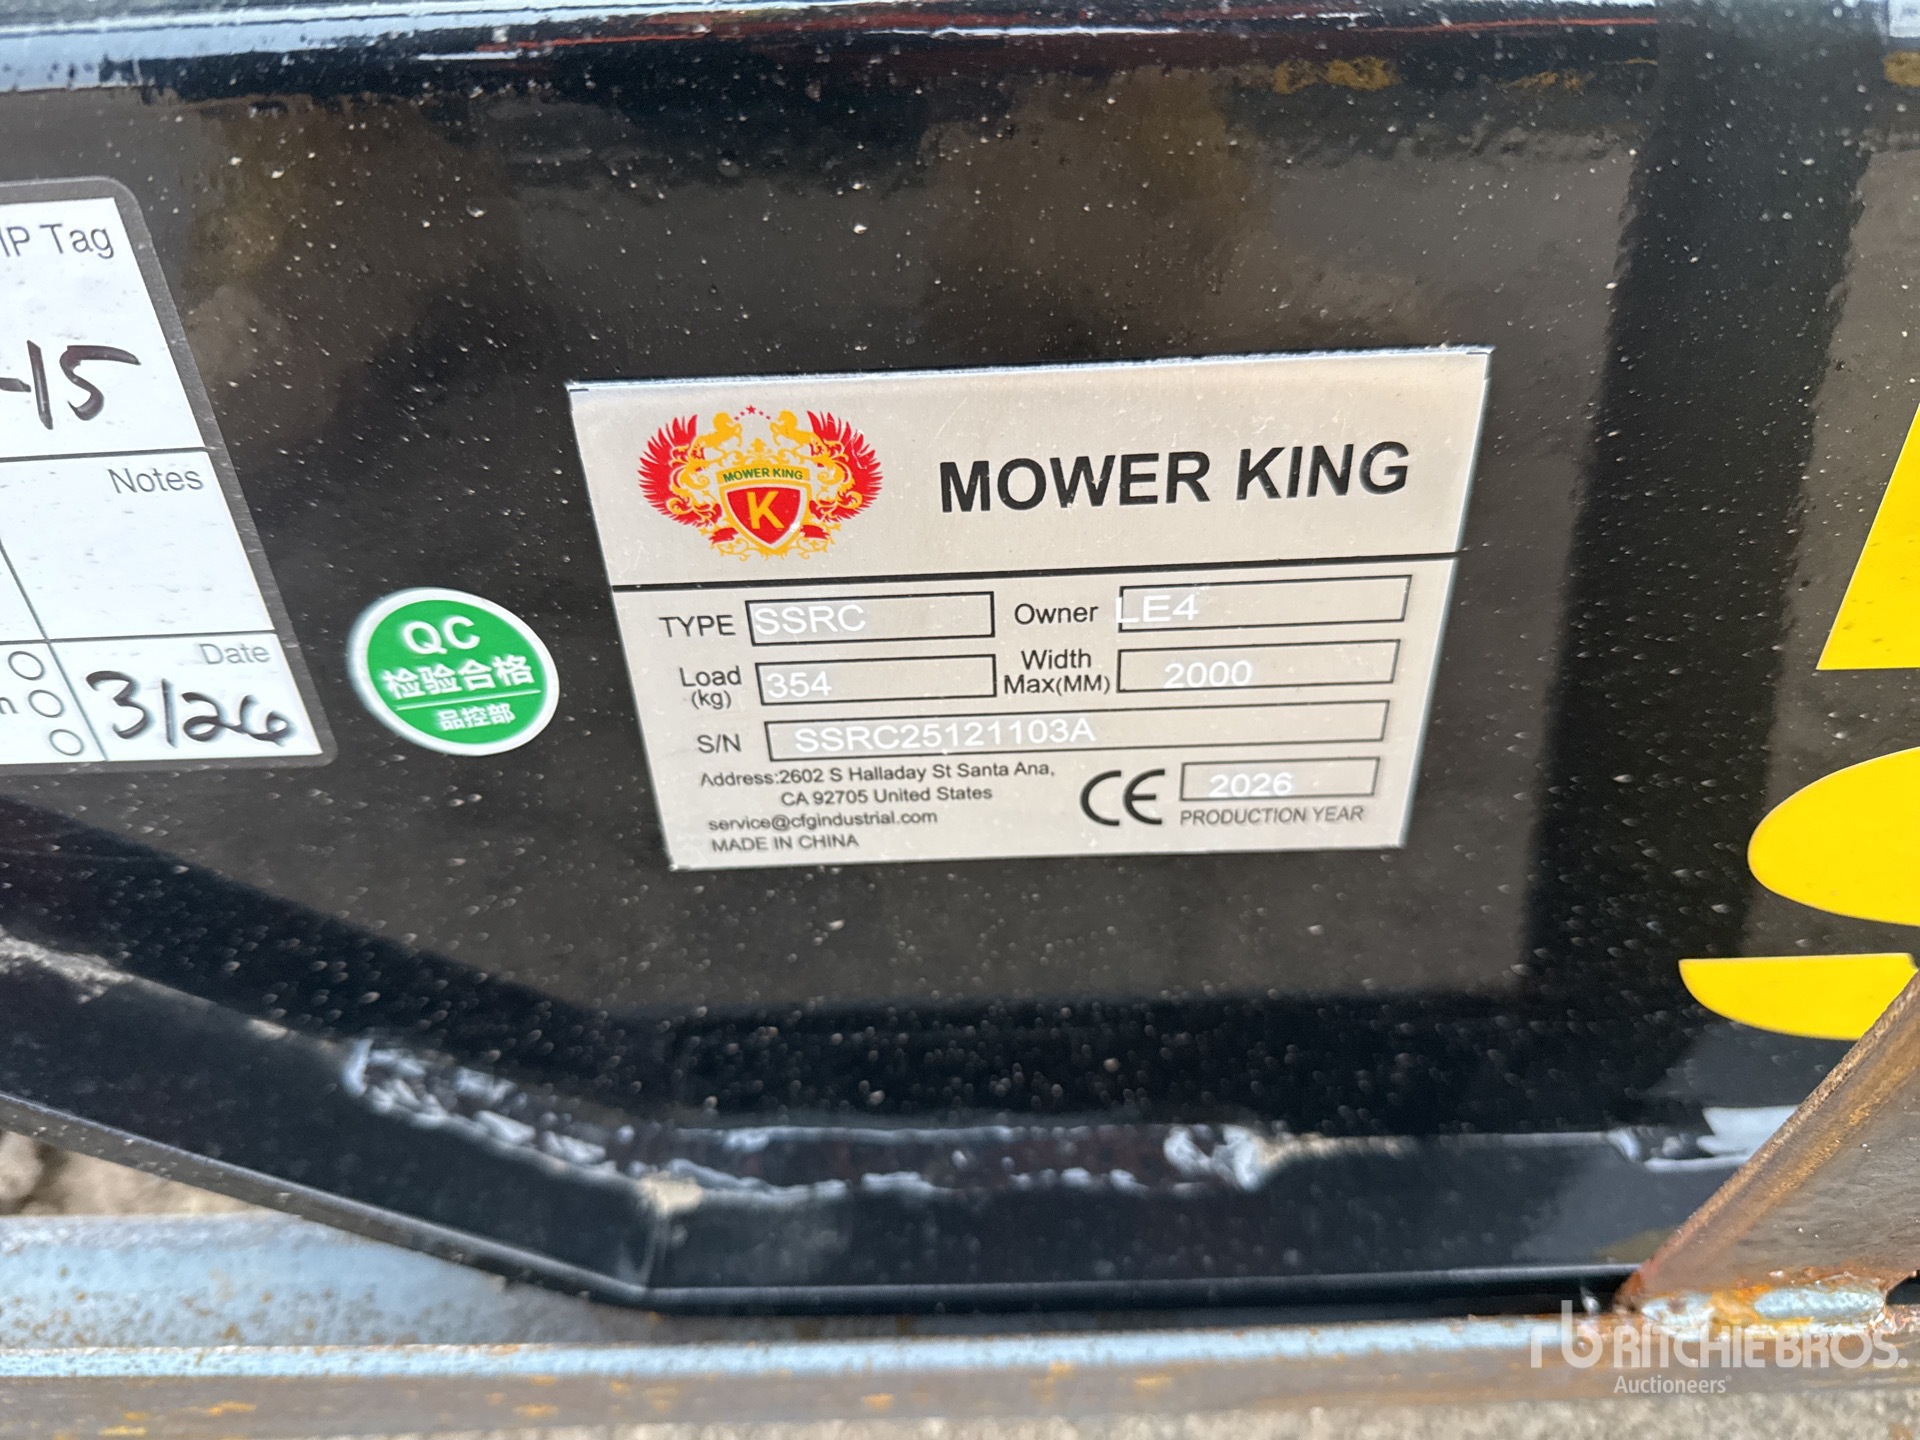 IP Tag
-15
Notes
Date
3/26
QC
检验合格
品控部
MOWER KING
K
MOWER KING
TYPE SSRC Owner LE4
Load (kg) 354 Width Max(MM) 2000
S/N SSRC25121103A
Address:2602 S Halladay St Santa Ana,
CA 92705 United States
service@cfgindustrial.com
MADE IN CHINA
CE 2026
PRODUCTION YEAR
rb RITCHIE BROS.
Auctioneers